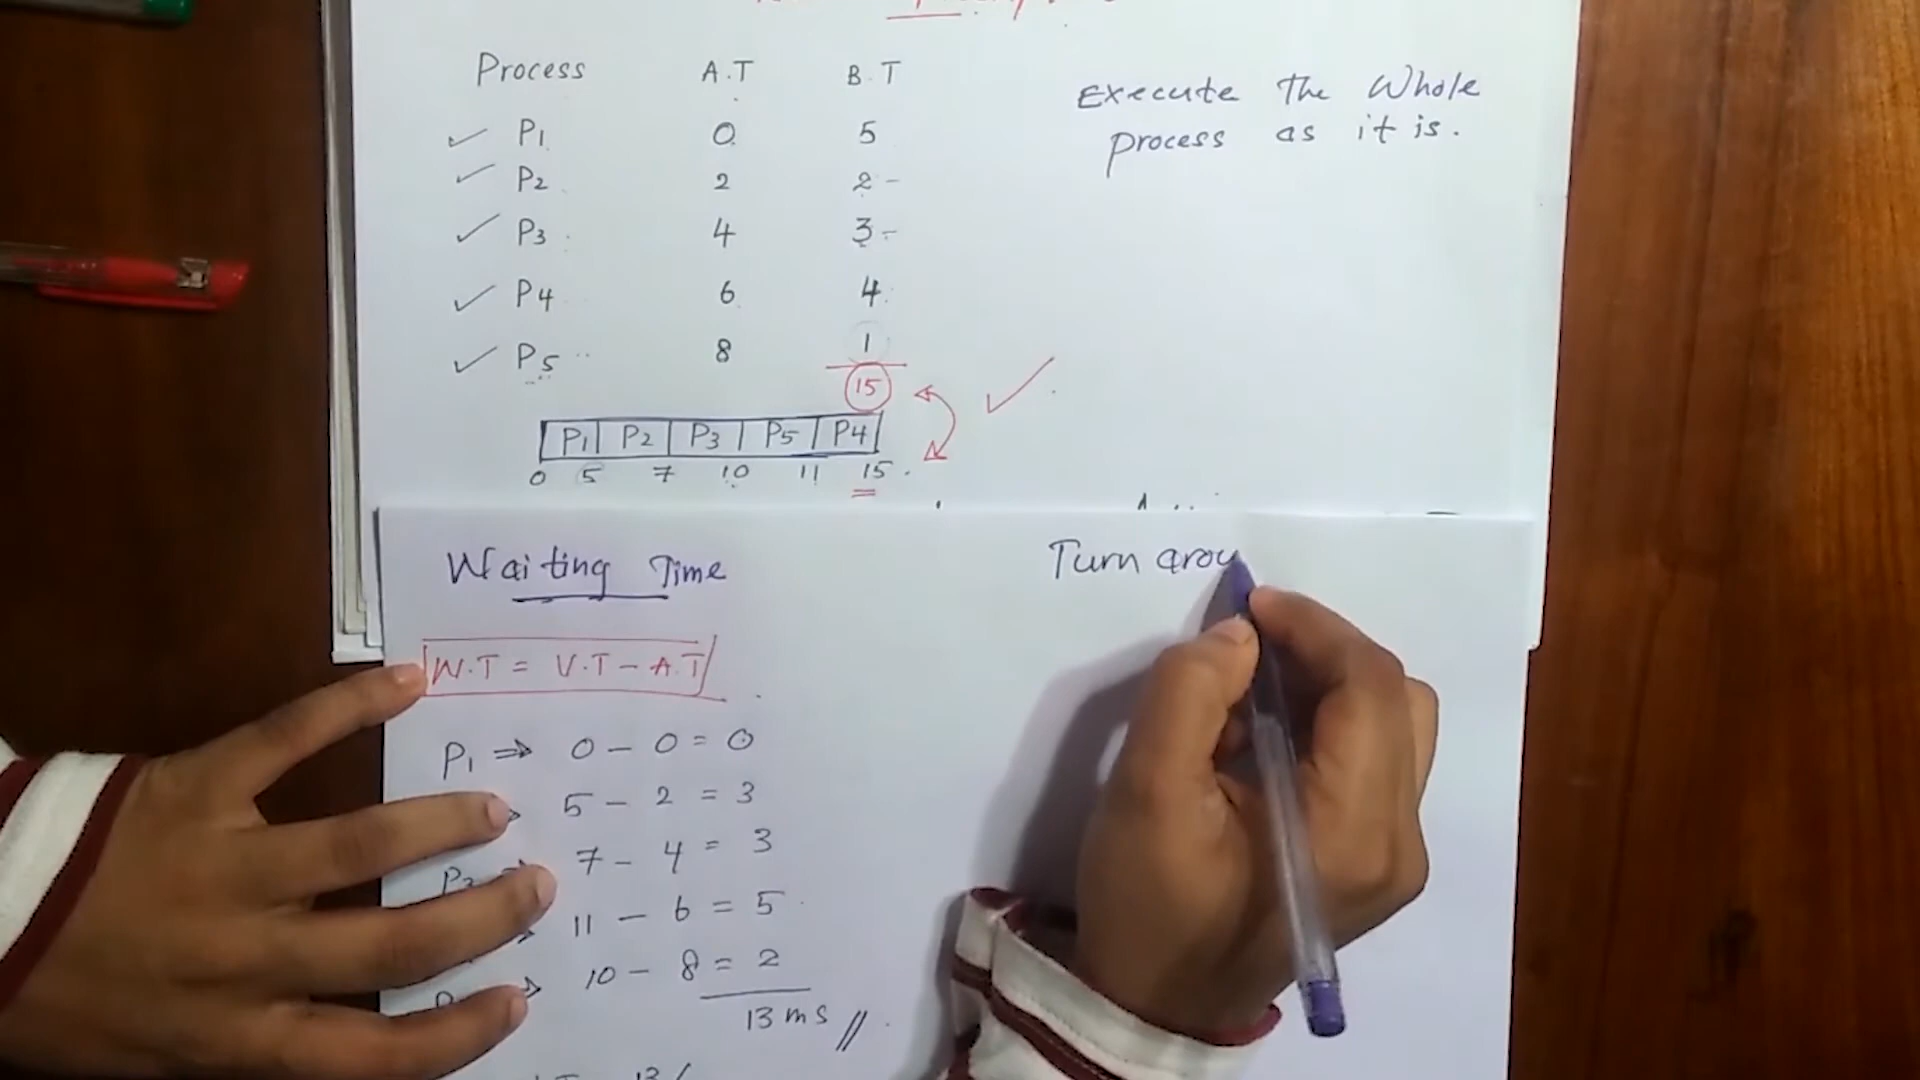 Process A.T B.T
P1 0 5
P2 2 2
P3 4 3
P4 6 4
P5 8 1
15
Execute The Whole
process as it is.
P1 P2 P3 P5 P4
0 5 7 10 11 15
Waiting Time
W.T = V.T - A.T
P1 ⇒ 0 - 0 = 0
5 - 2 = 3
P3 7 - 4 = 3
11 - 6 = 5
10 - 8 = 2
13 ms //
Turn arou